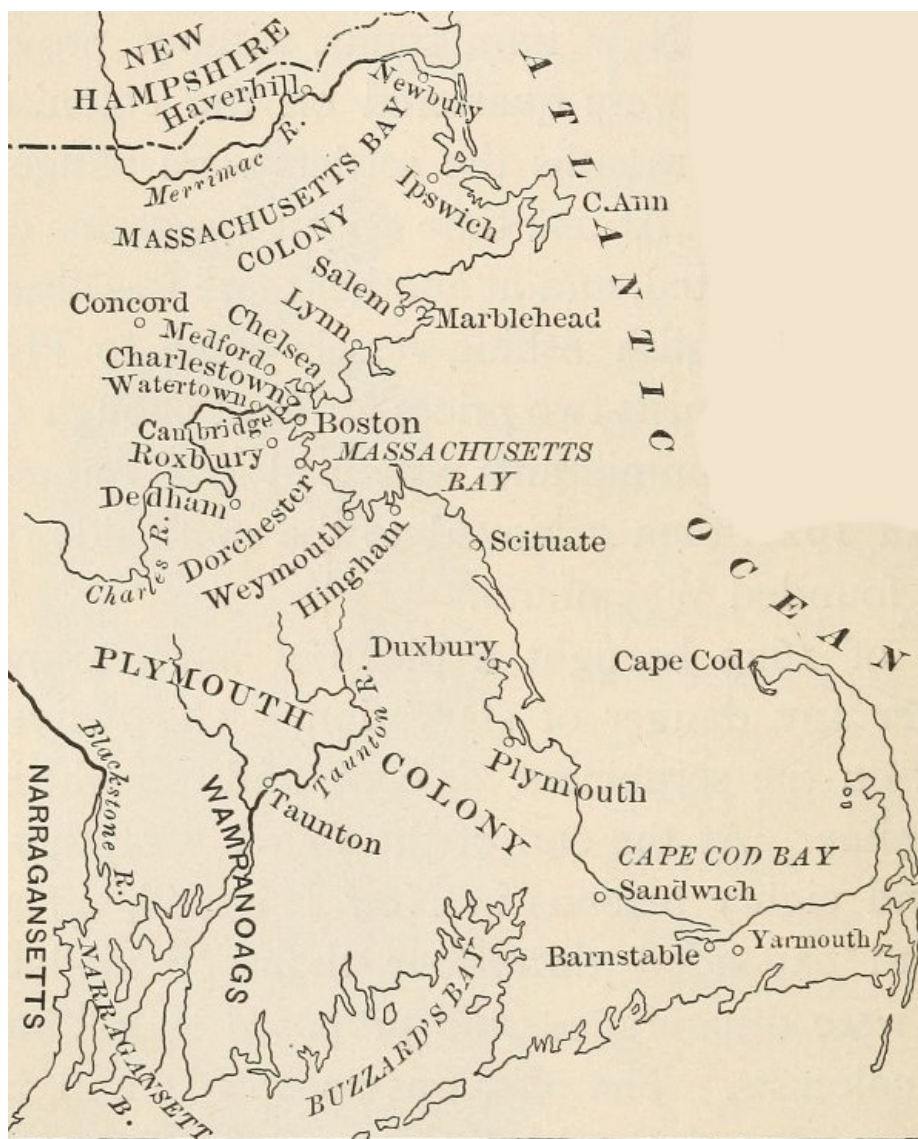 NEW
HAMPSHIRE
Haverhill
Newbury
Merrimac R.
MASSACHUSETTS BAY
COLONY
Ipswich
C. Ann
ATLANTIC OCEAN
Salem
Marblehead
Lynn
Concord
Chelsea
Medford
Charlestown
Watertown
Cambridge
Boston
Roxbury
MASSACHUSETTS
BAY
Dedham
Dorchester
Weymouth
Hingham
Scituate
Charles R.
Duxbury
Cape Cod
PLYMOUTH COLONY
Taunton R.
Plymouth
Blackstone R.
Taunton
NARRAGANSETTS
WAMPANOAGS
CAPE COD BAY
Sandwich
Barnstable
Yarmouth
BUZZARD'S BAY
NARRAGANSETT
B.